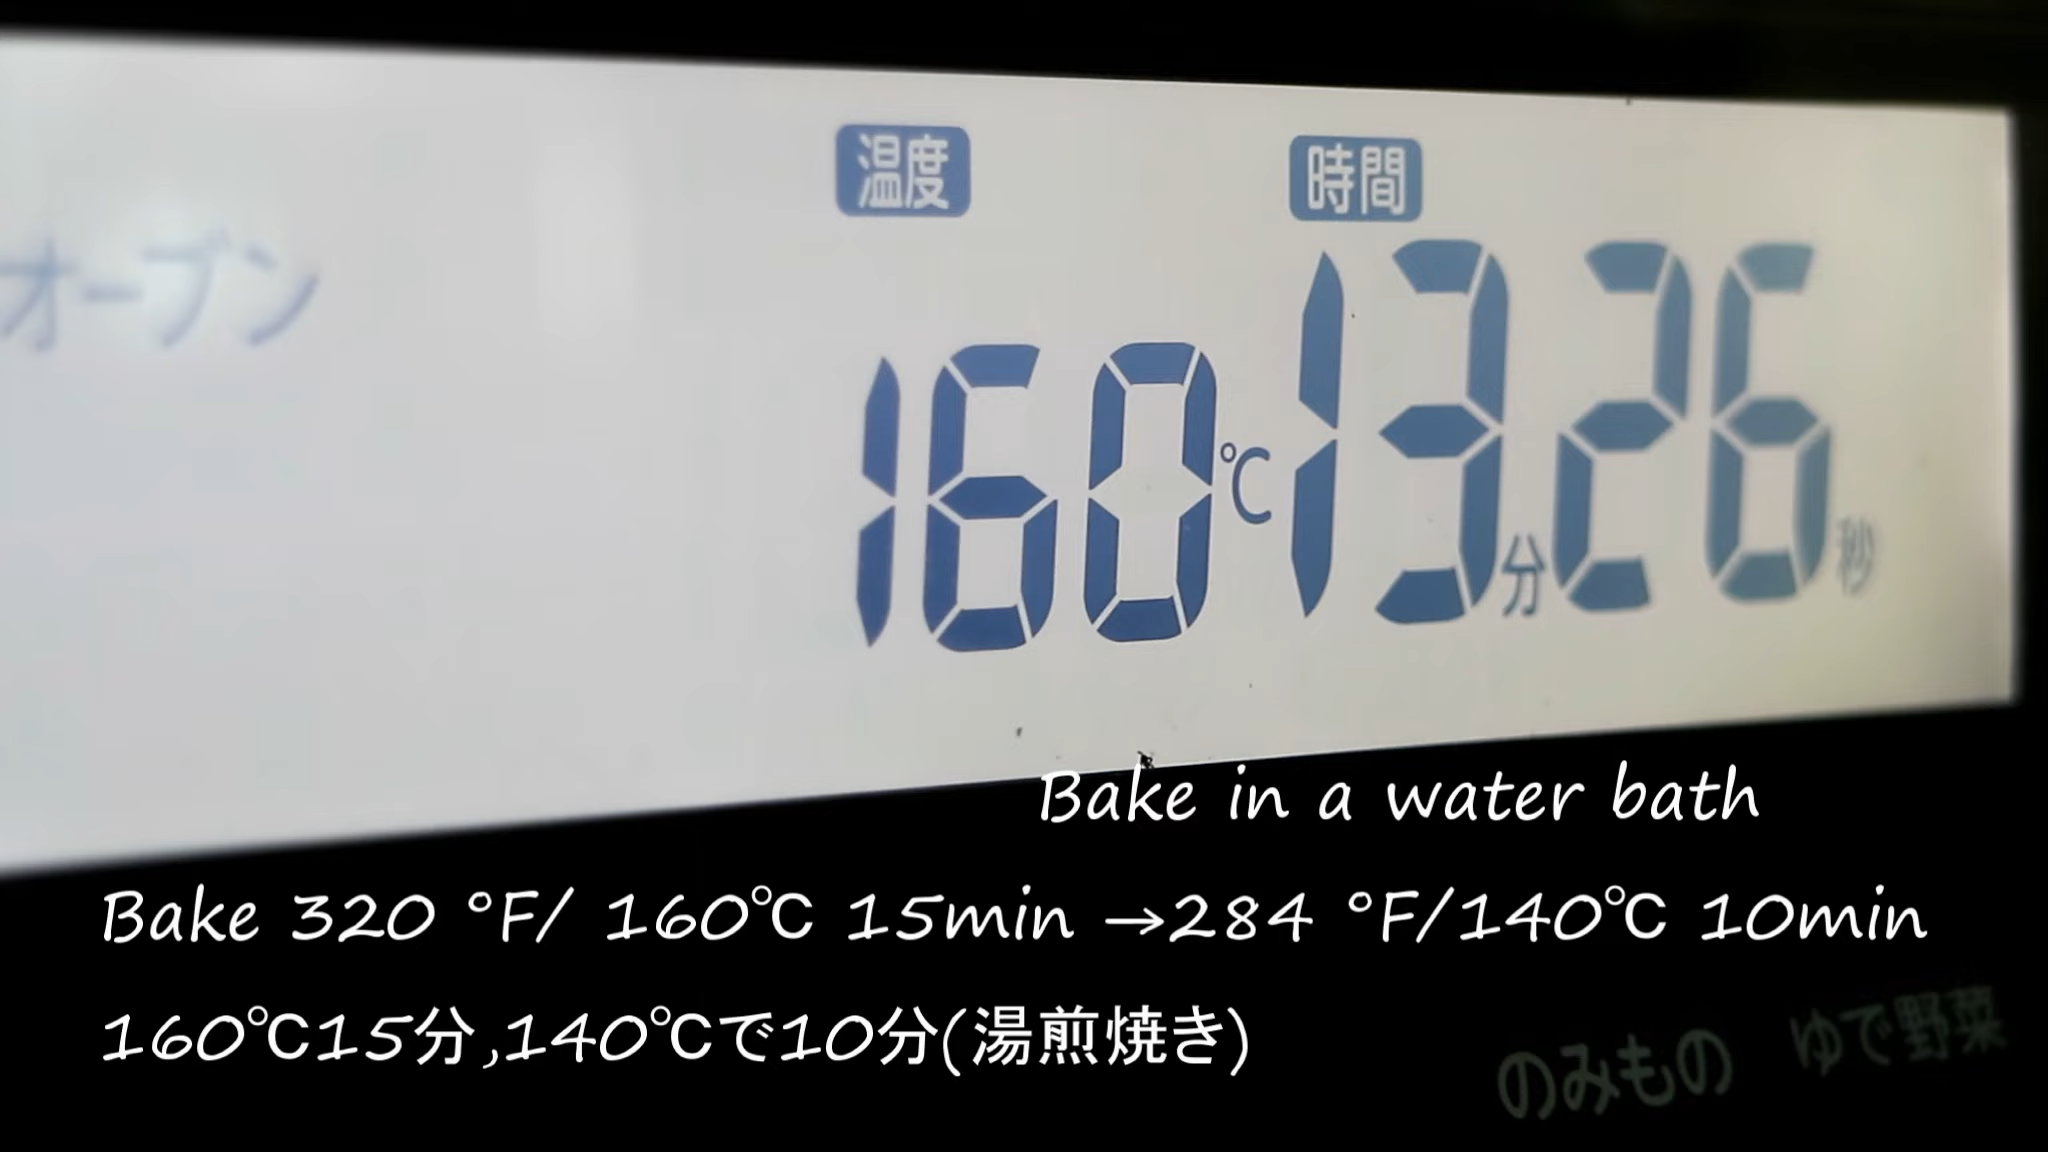 温度 時間
オーブン
160℃ 13分26秒
Bake in a water bath
Bake 320 °F/ 160℃ 15min →284 °F/140℃ 10min
160℃15分,140℃で10分(湯煎焼き)
のみもの ゆで野菜